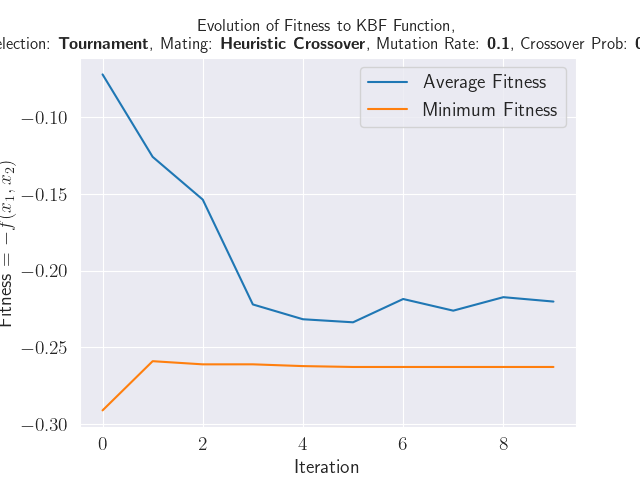 Evolution of Fitness to KBF Function,
election: Tournament, Mating: Heuristic Crossover, Mutation Rate: 0.1, Crossover Prob:
Average Fitness
Minimum Fitness
Fitness = −f(x₁, x₂)
−0.10
−0.15
−0.20
−0.25
−0.30
0 2 4 6 8
Iteration